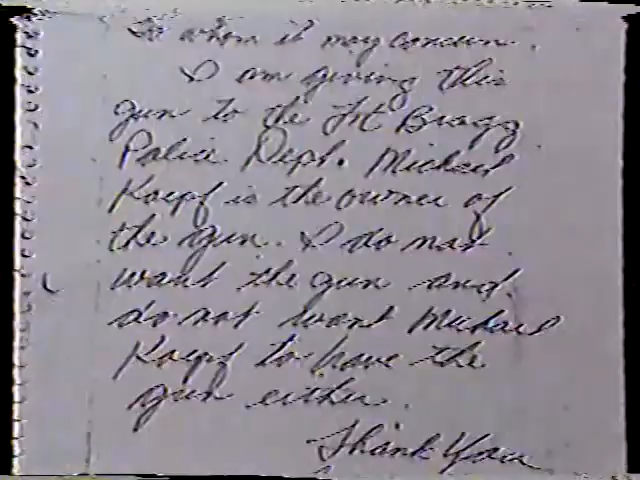 To whom it may concern.
I am giving this
gun to the Ft Bragg
Police Dept. Michael
Koepf is the owner of
the gun. I do not
want the gun and
do not want Michael
Koepf to have the
gun either.
Thank You